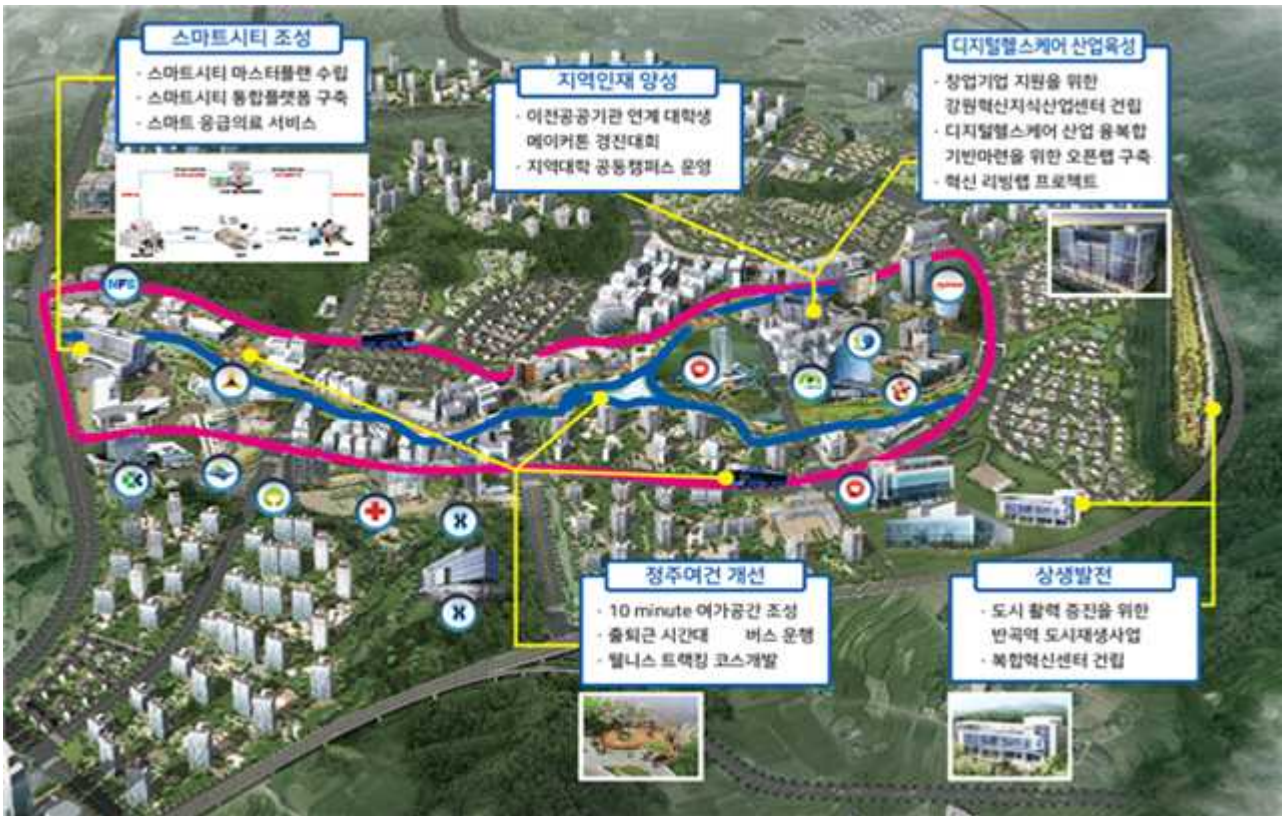 스마트시티 조성
· 스마트시티 마스터플랜 수립
· 스마트시티 통합플랫폼 구축
· 스마트 응급의료 서비스
지역인재 양성
· 이전공공기관 연계 대학생
메이커톤 경진대회
· 지역대학 공동캠퍼스 운영
디지털헬스케어 산업육성
· 창업기업 지원을 위한
강원혁신지식산업센터 건립
· 디지털헬스케어 산업 융복합
기반마련을 위한 오픈랩 구축
· 혁신 리빙랩 프로젝트
NFS
정주여건 개선
· 10 minute 여가공간 조성
· 출퇴근 시간대 버스 운행
· 웰니스 트랙킹 코스개발
상생발전
· 도시 활력 증진을 위한
반곡역 도시재생사업
· 복합혁신센터 건립